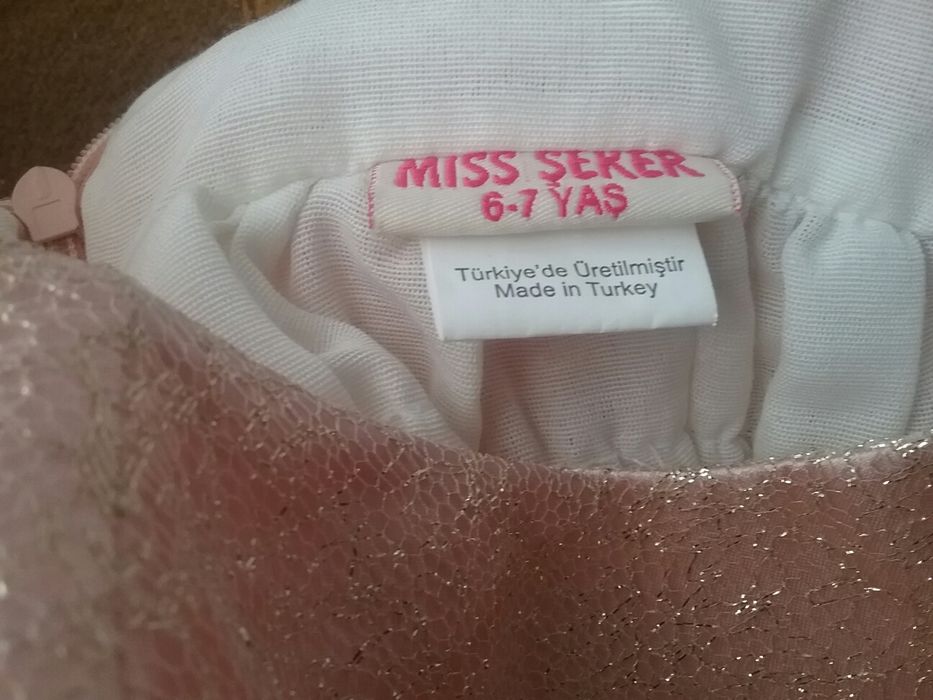 MISS ŞEKER
6-7 YAŞ
Türkiye'de Üretilmiştir
Made in Turkey